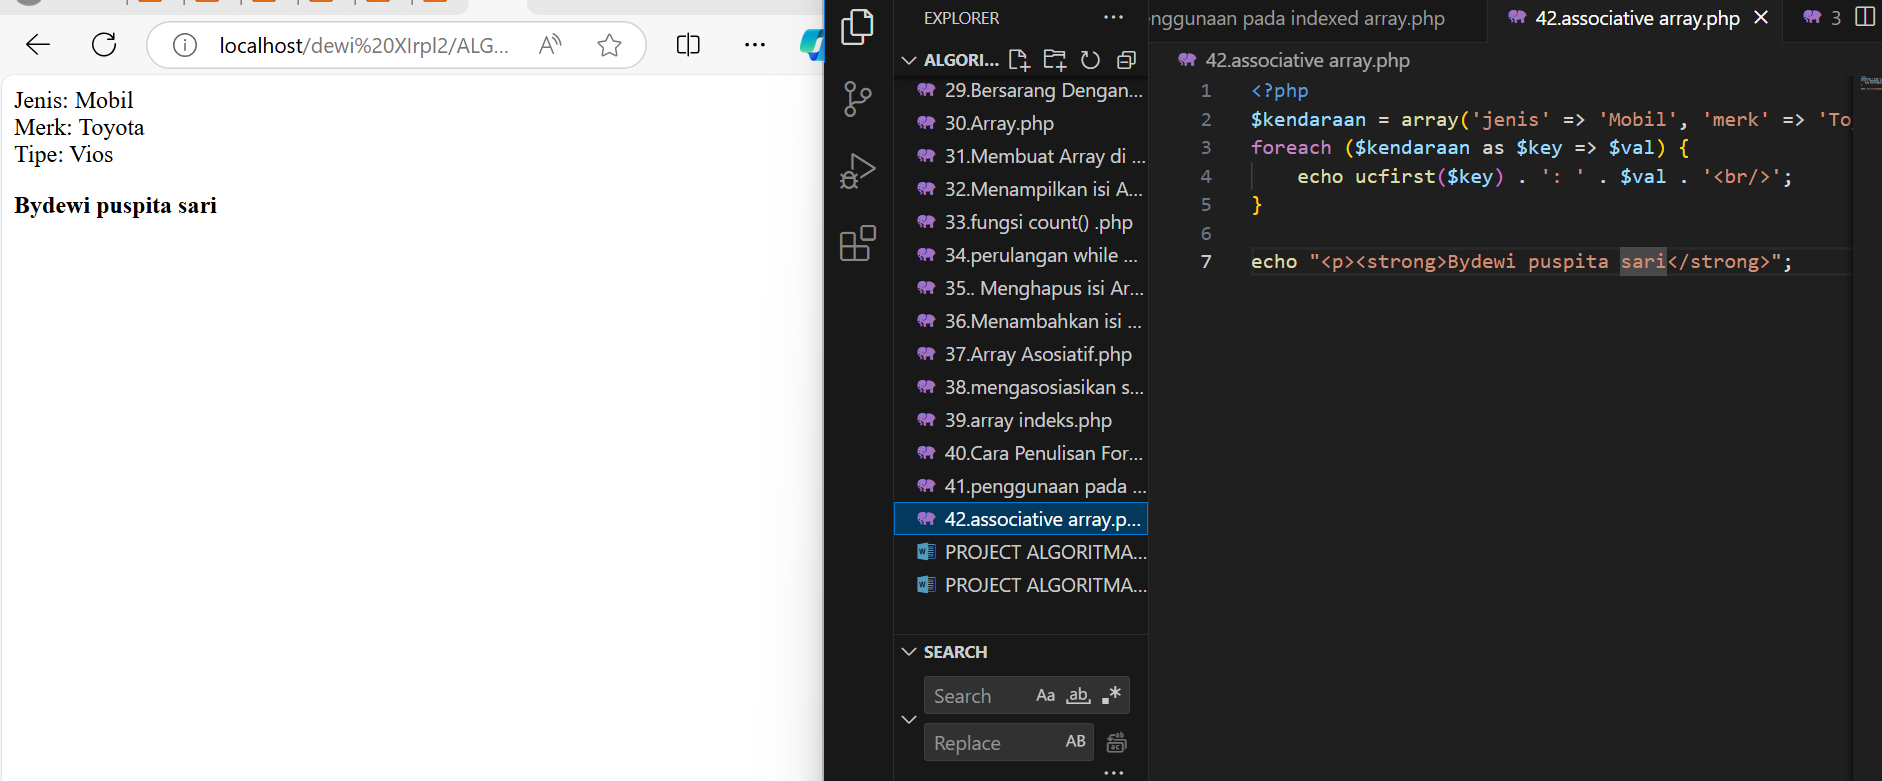 localhost/dewi%20XIrpl2/ALG...
Jenis: Mobil
Merk: Toyota
Tipe: Vios
Bydewi puspita sari
EXPLORER
ALGORI...
29.Bersarang Dengan...
30.Array.php
31.Membuat Array di ...
32.Menampilkan isi A...
33.fungsi count() .php
34.perulangan while ...
35.. Menghapus isi Ar...
36.Menambahkan isi ...
37.Array Asosiatif.php
38.mengasosiasikan s...
39.array indeks.php
40.Cara Penulisan For...
41.penggunaan pada ...
42.associative array.p...
PROJECT ALGORITMA...
PROJECT ALGORITMA...
SEARCH
Search
Aa ab
Replace
AB
nggunaan pada indexed array.php
42.associative array.php
3
42.associative array.php
1 <?php
2 $kendaraan = array('jenis' => 'Mobil', 'merk' => 'To
3 foreach ($kendaraan as $key => $val) {
4 echo ucfirst($key) . ': ' . $val . '<br/>';
5 }
6
7 echo "<p><strong>Bydewi puspita sari</strong>";